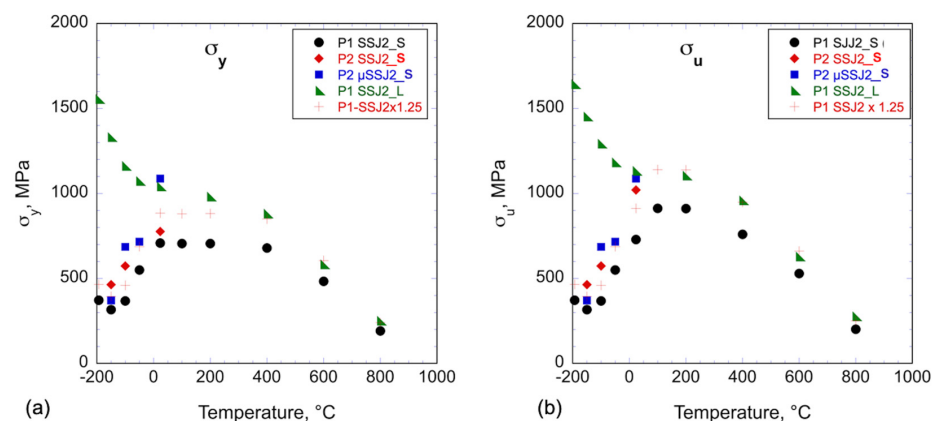 2000
1500
1000
500
0
-200 0 200 400 600 800 1000
σy, MPa
Temperature, °C
(a)
σy
P1 SSJ2_S
P2 SSJ2_S
P2 µSSJ2_S
P1 SSJ2_L
P1-SSJ2x1.25
2000
1500
1000
500
0
-200 0 200 400 600 800 1000
σu, MPa
Temperature, °C
(b)
σu
P1 SJJ2_S (
P2 SSJ2_S
P2 µSSJ2_S
P1 SSJ2_L
P1 SSJ2 x 1.25